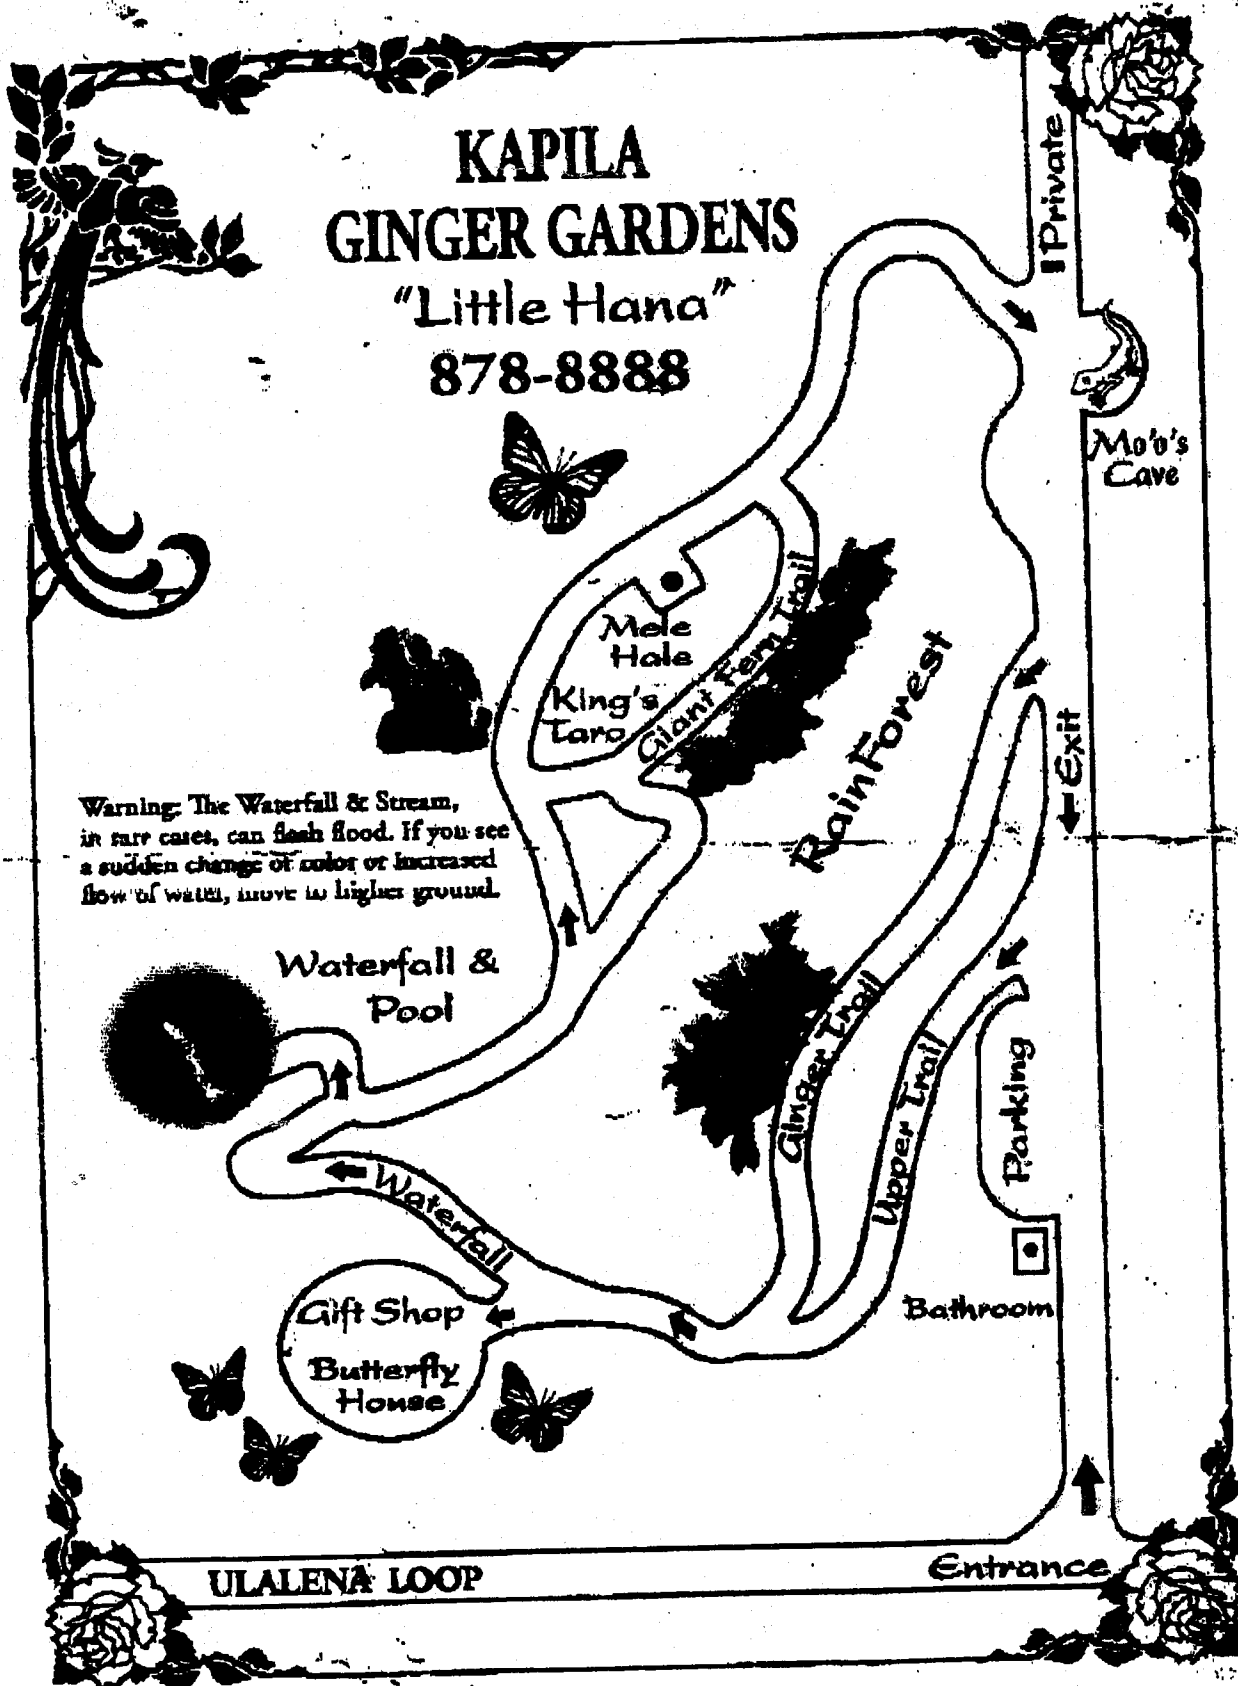 KAPILA
GINGER GARDENS
"Little Hana"
878-8888
Private
Mo'o's
Cave
Mele
Hale
King's
Taro
Giant Fern Trail
RainForest
Exit
Warning: The Waterfall & Stream,
in rare cases, can flash flood. If you see
a sudden change of color or increased
flow of water, move to higher ground.
Waterfall &
Pool
Ginger Trail
Upper Trail
Parking
Waterfall
Gift Shop
Butterfly
House
Bathroom
Entrance
ULALENA LOOP